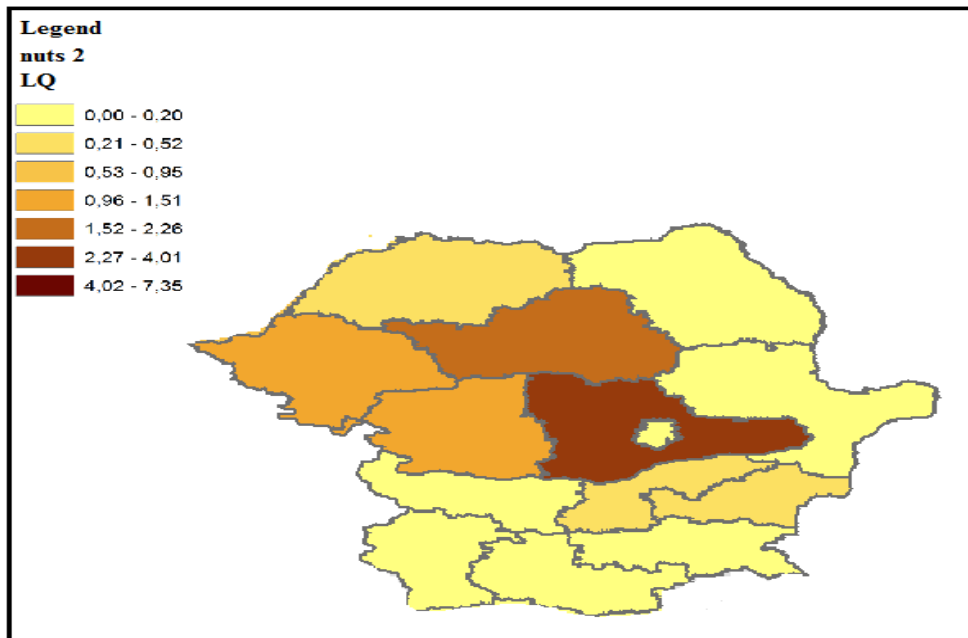 Legend
nuts 2
LQ
0,00 - 0,20
0,21 - 0,52
0,53 - 0,95
0,96 - 1,51
1,52 - 2,26
2,27 - 4,01
4,02 - 7,35